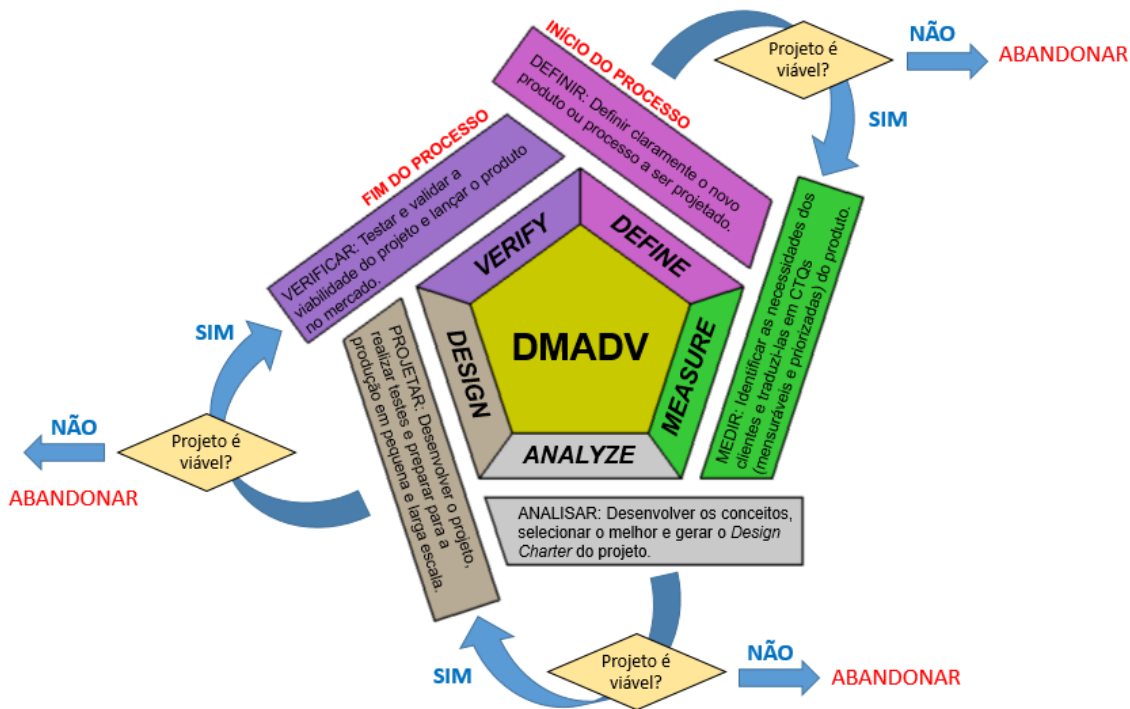 INÍCIO DO PROCESSO
DEFINIR: Definir claramente o novo
produto ou processo a ser projetado.
Projeto é
viável?
NÃO
ABANDONAR
SIM
MEDIR: Identificar as necessidades dos
clientes e traduzi-las em CTQs
(mensuráveis e priorizadas) do produto.
ANALISAR: Desenvolver os conceitos,
selecionar o melhor e gerar o Design
Charter do projeto.
Projeto é
viável?
NÃO
ABANDONAR
SIM
PROJETAR: Desenvolver o projeto,
realizar testes e preparar para a
produção em pequena e larga escala.
Projeto é
viável?
NÃO
ABANDONAR
SIM
FIM DO PROCESSO
VERIFICAR: Testar e validar a
viabilidade do projeto e lançar o produto
no mercado.
DEFINE
MEASURE
ANALYZE
DESIGN
VERIFY
DMADV